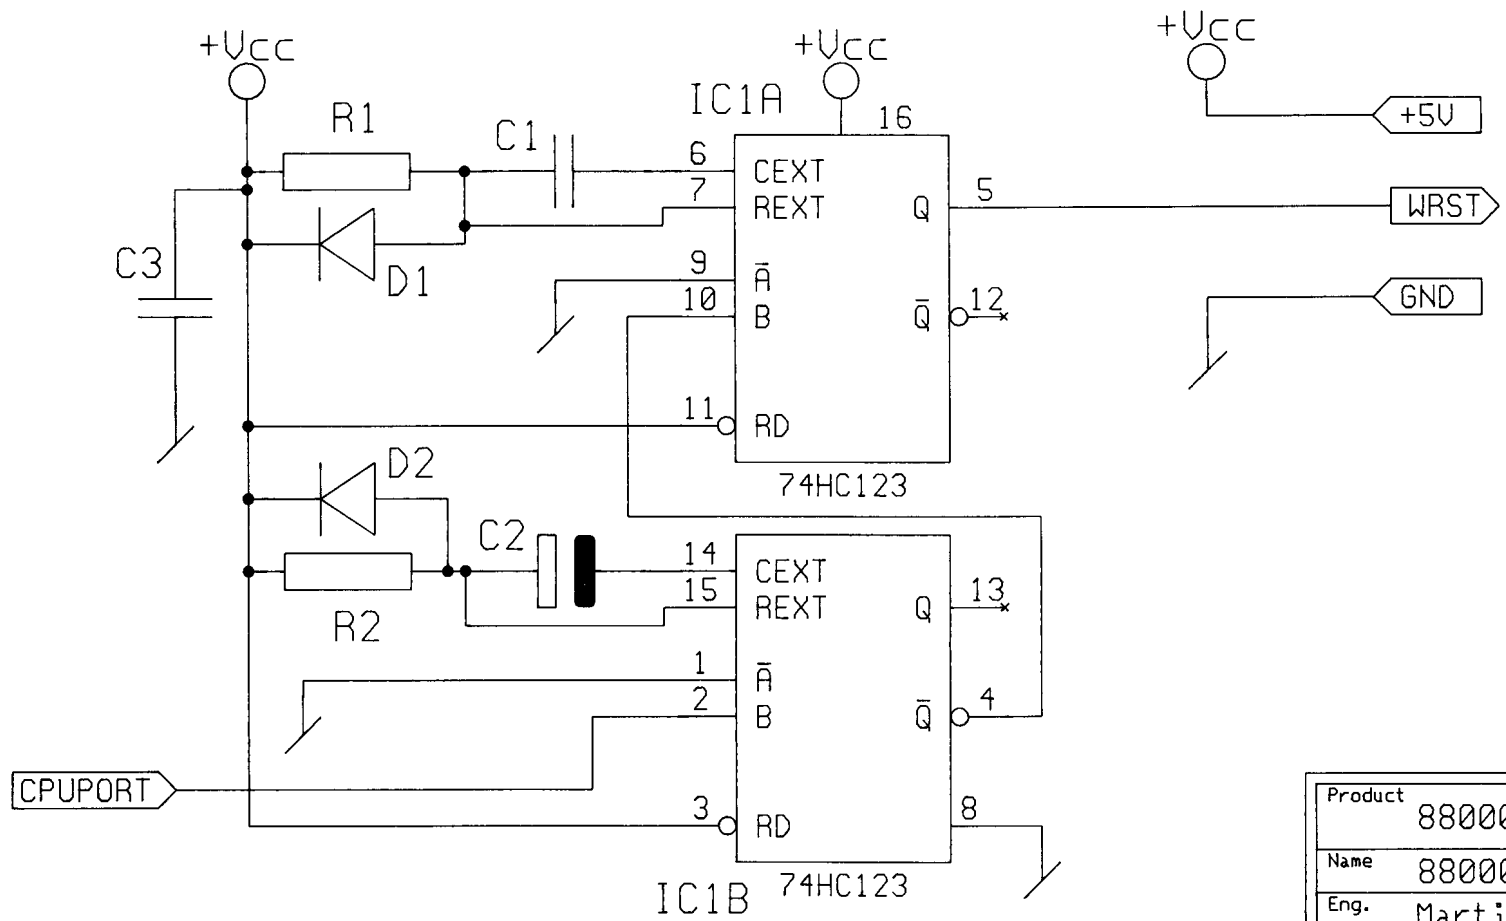 +Vcc
+Vcc
+Vcc
IC1A
16
+5V
R1
C1
6
CEXT
7
REXT
Q
5
WRST
C3
D1
9
A̅
10
B
Q̅
12
GND
11
RD
D2
74HC123
C2
14
CEXT
15
REXT
Q
13
R2
1
A̅
2
B
Q̅
4
CPUPORT
3
RD
8
74HC123
IC1B
Product
Name
Eng.